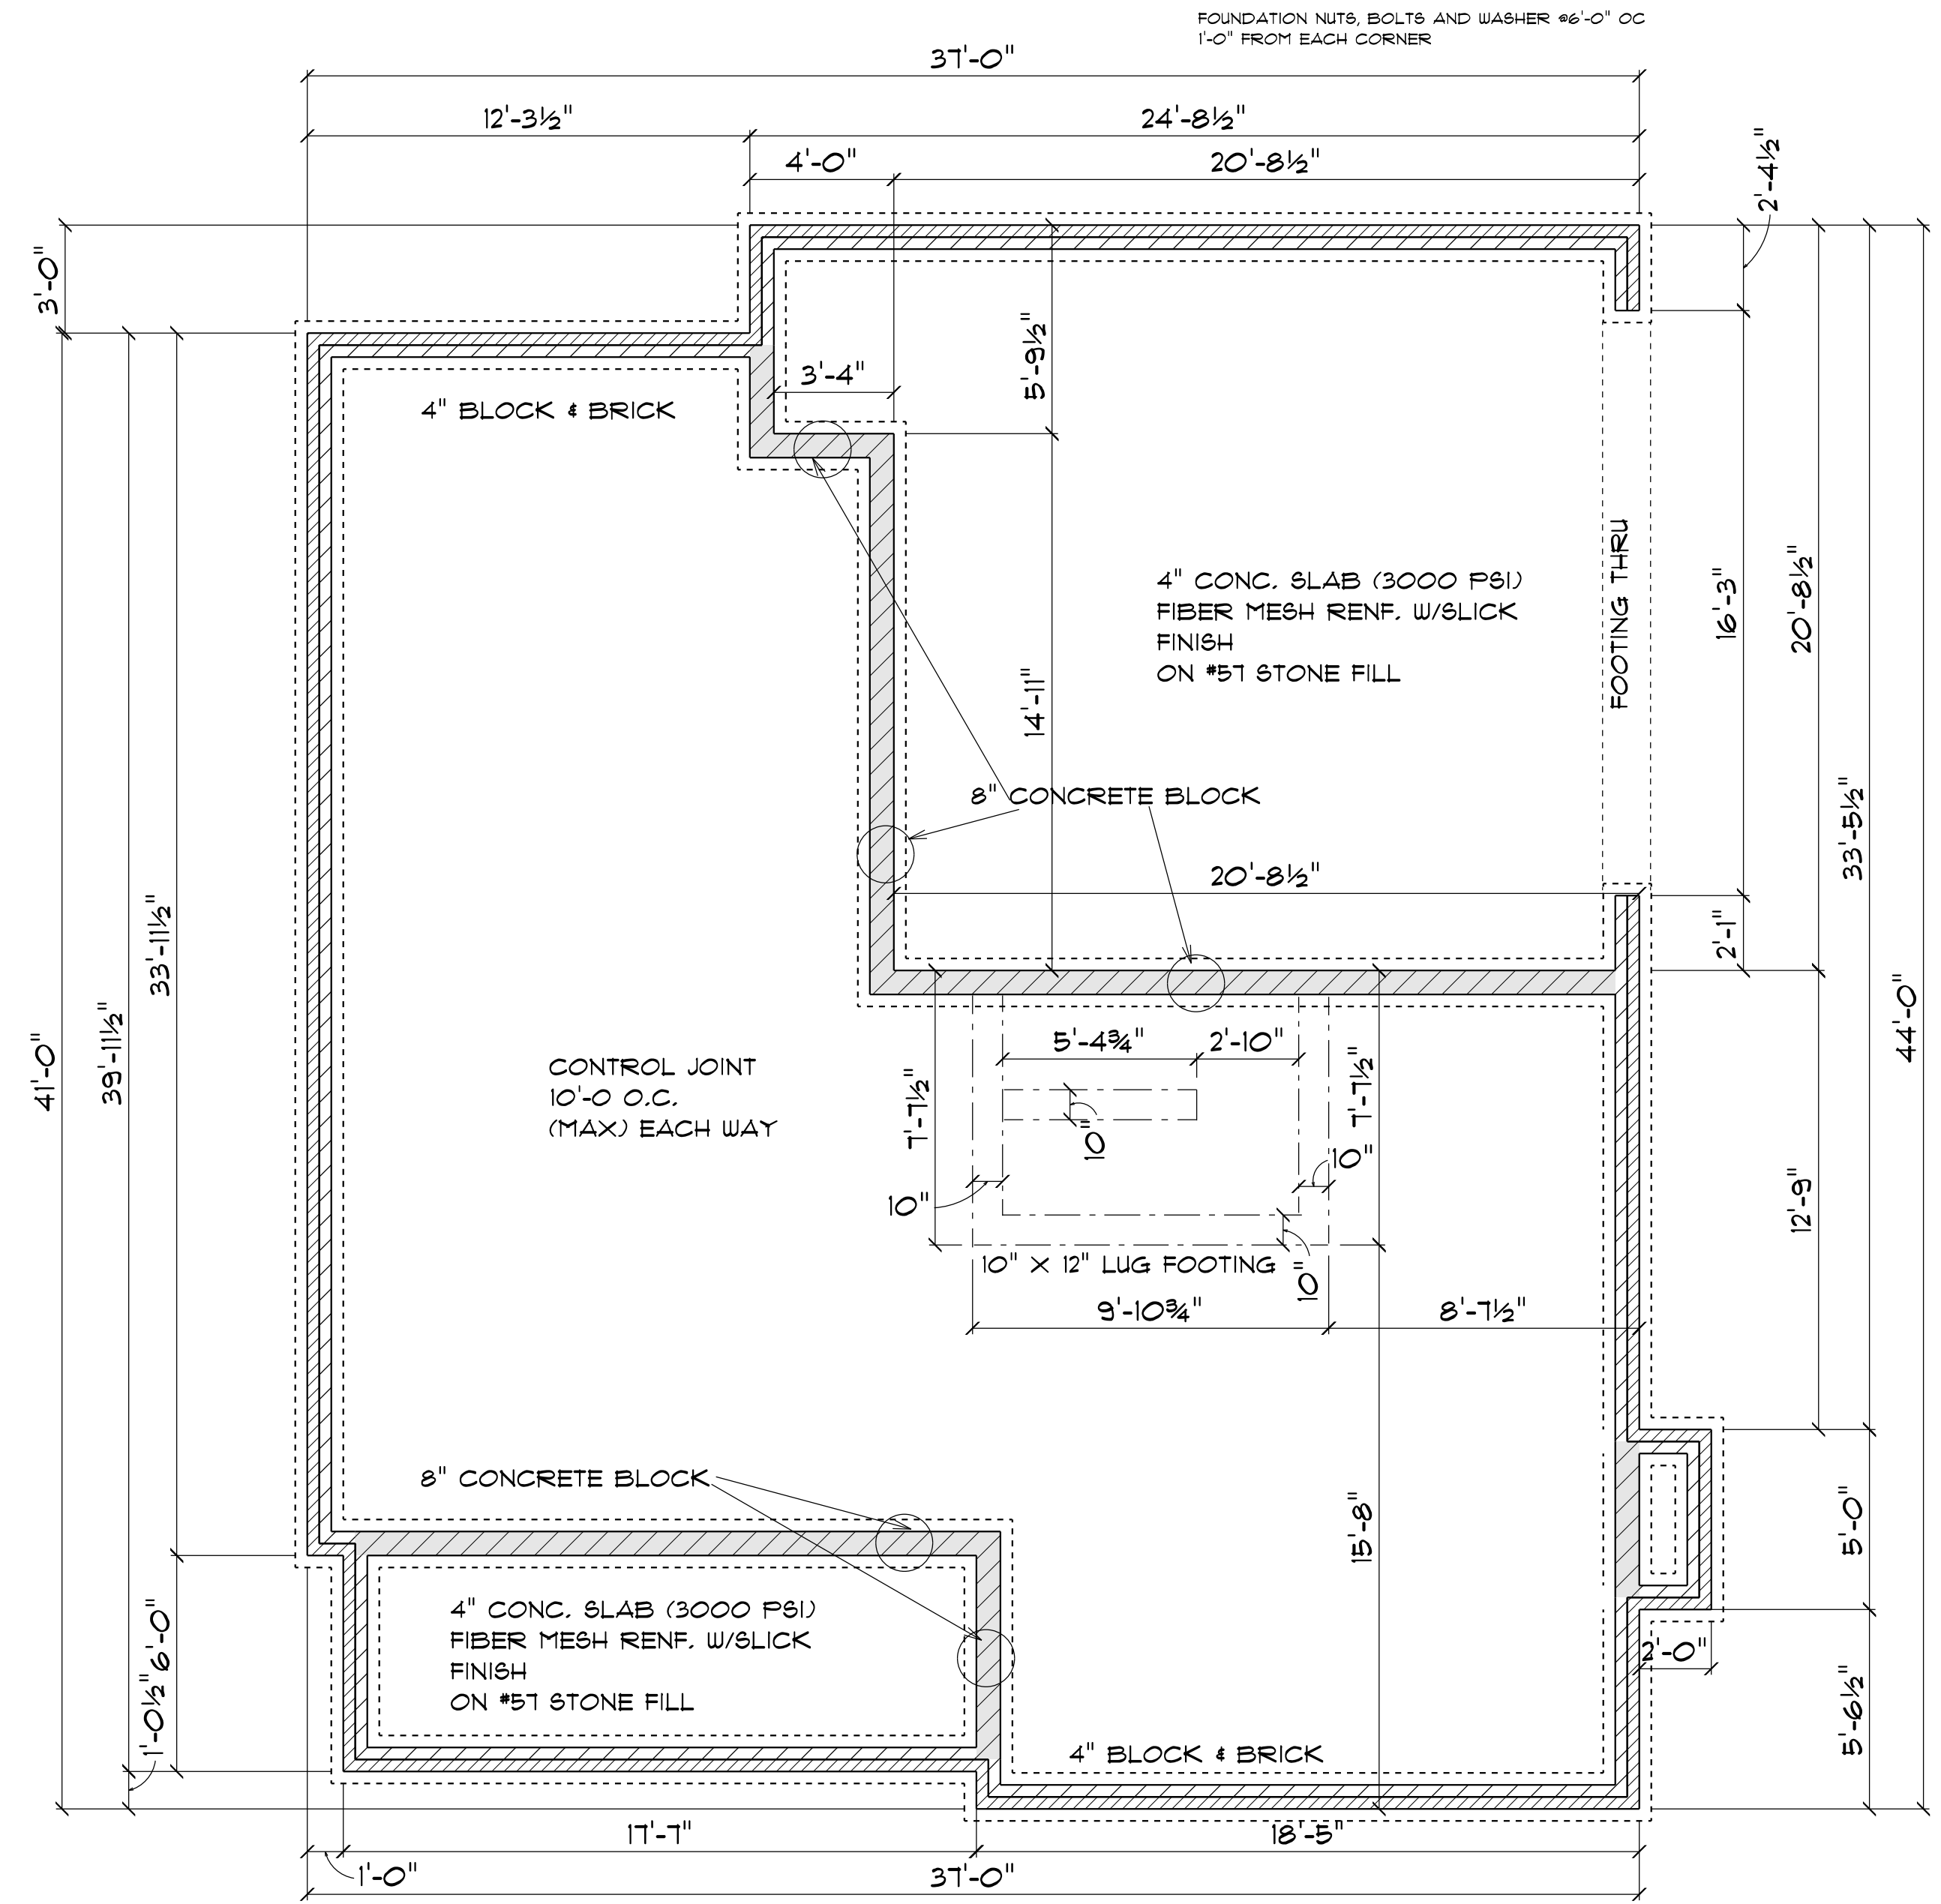 FOUNDATION NUTS, BOLTS AND WASHER @6'-0" OC
1'-0" FROM EACH CORNER
37'-0"
12'-3½"
24'-8½"
4'-0"
20'-8½"
2'-4½"
3'-0"
5'-9½"
3'-4"
4" BLOCK & BRICK
4" CONC. SLAB (3000 PSI)
FIBER MESH RENF. W/SLICK
FINISH
ON #57 STONE FILL
FOOTING THRU
16'-3"
20'-8½"
14'-11"
8" CONCRETE BLOCK
33'-5½"
20'-8½"
2'-1"
33'-11½"
39'-11½"
41'-0"
44'-0"
CONTROL JOINT
10'-0 O.C.
(MAX) EACH WAY
5'-4¾"
2'-10"
7'-7½"
7'-7½"
10"
10"
10"
12'-9"
10" X 12" LUG FOOTING
10"
9'-10¾"
8'-7½"
8" CONCRETE BLOCK
15'-8"
5'-0"
4" CONC. SLAB (3000 PSI)
FIBER MESH RENF. W/SLICK
FINISH
ON #57 STONE FILL
6'-0"
1'-0½"
2'-0"
5'-6½"
4" BLOCK & BRICK
17'-7"
18'-5"
1'-0"
37'-0"